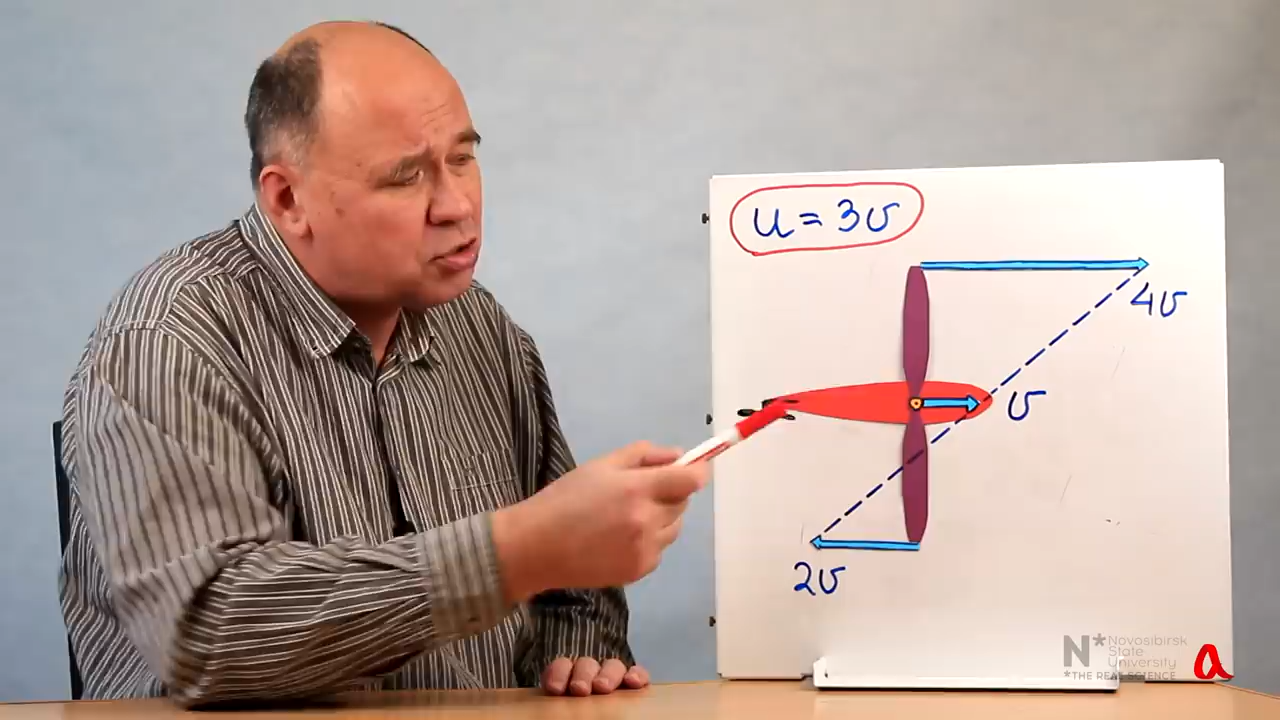 u = 3υ
4υ
υ
2υ
N* Novosibirsk
State
University
*THE REAL SCIENCE
a